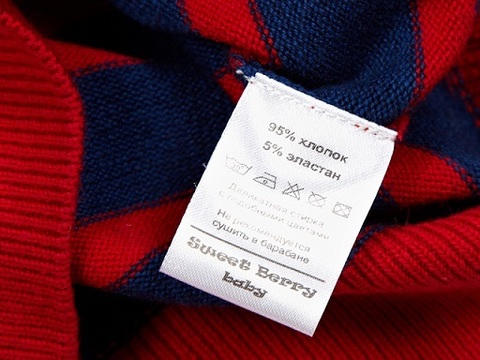 95% хлопок
5% эластан
Деликатная стирка
с подобными цветами
Не рекомендуется
сушить в барабане
Sweet Berry
baby